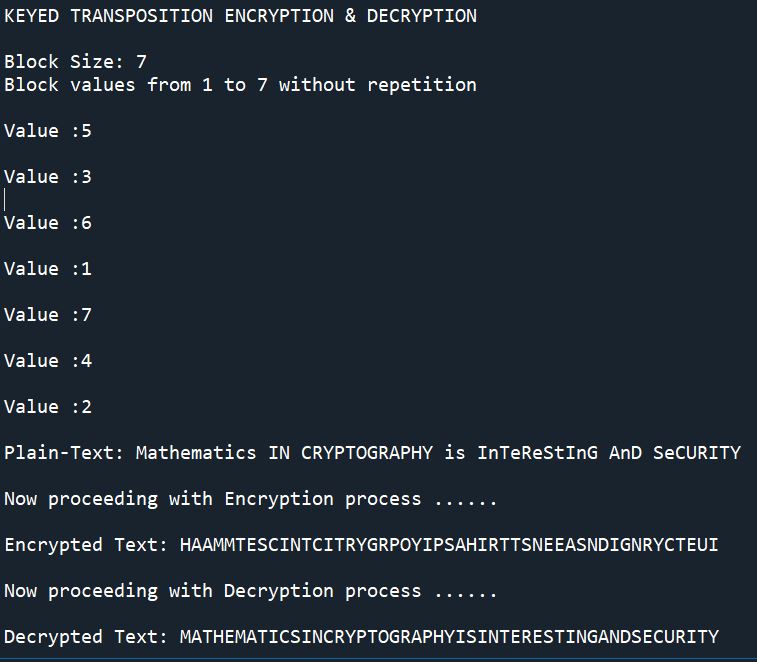 KEYED TRANSPOSITION ENCRYPTION & DECRYPTION
Block Size: 7
Block values from 1 to 7 without repetition
Value :5
Value :3
Value :6
Value :1
Value :7
Value :4
Value :2
Plain-Text: Mathematics IN CRYPTOGRAPHY is InTeReStInG AnD SeCURITY
Now proceeding with Encryption process ......
Encrypted Text: HAAMMTESCINTCITRYGRPOYIPSAHIRTTSNEEASNDIGNRYCTEUI
Now proceeding with Decryption process ......
Decrypted Text: MATHEMATICSINCRYPTOGRAPHYISINTERESTINGANDSECURITY